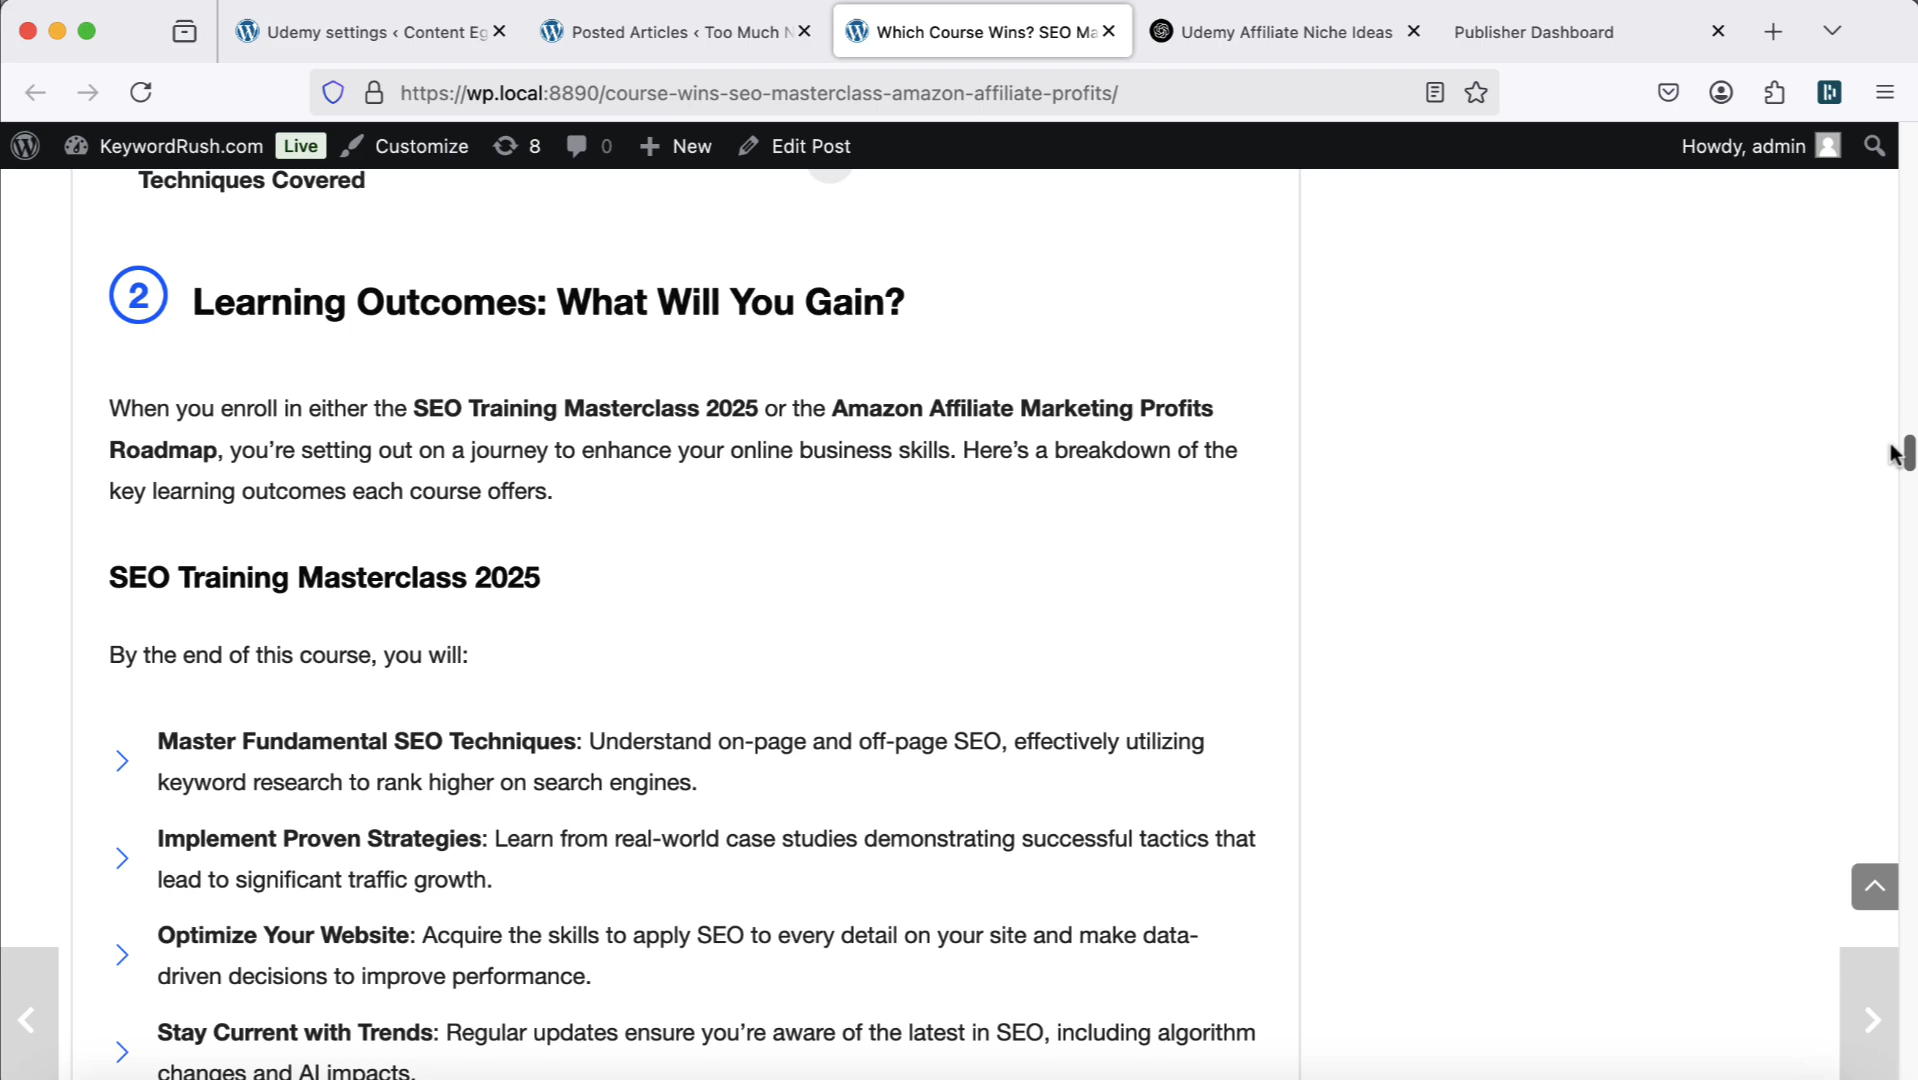 Udemy settings ‹ Content Eg
Posted Articles ‹ Too Much N
Which Course Wins? SEO Ma
Udemy Affiliate Niche Ideas
Publisher Dashboard
https://wp.local:8890/course-wins-seo-masterclass-amazon-affiliate-profits/
KeywordRush.com Live Customize 8 0 New Edit Post Howdy, admin
Techniques Covered
2 Learning Outcomes: What Will You Gain?
When you enroll in either the SEO Training Masterclass 2025 or the Amazon Affiliate Marketing Profits
Roadmap, you’re setting out on a journey to enhance your online business skills. Here’s a breakdown of the
key learning outcomes each course offers.
SEO Training Masterclass 2025
By the end of this course, you will:
Master Fundamental SEO Techniques: Understand on-page and off-page SEO, effectively utilizing
keyword research to rank higher on search engines.
Implement Proven Strategies: Learn from real-world case studies demonstrating successful tactics that
lead to significant traffic growth.
Optimize Your Website: Acquire the skills to apply SEO to every detail on your site and make data-
driven decisions to improve performance.
Stay Current with Trends: Regular updates ensure you’re aware of the latest in SEO, including algorithm
changes and AI impacts.